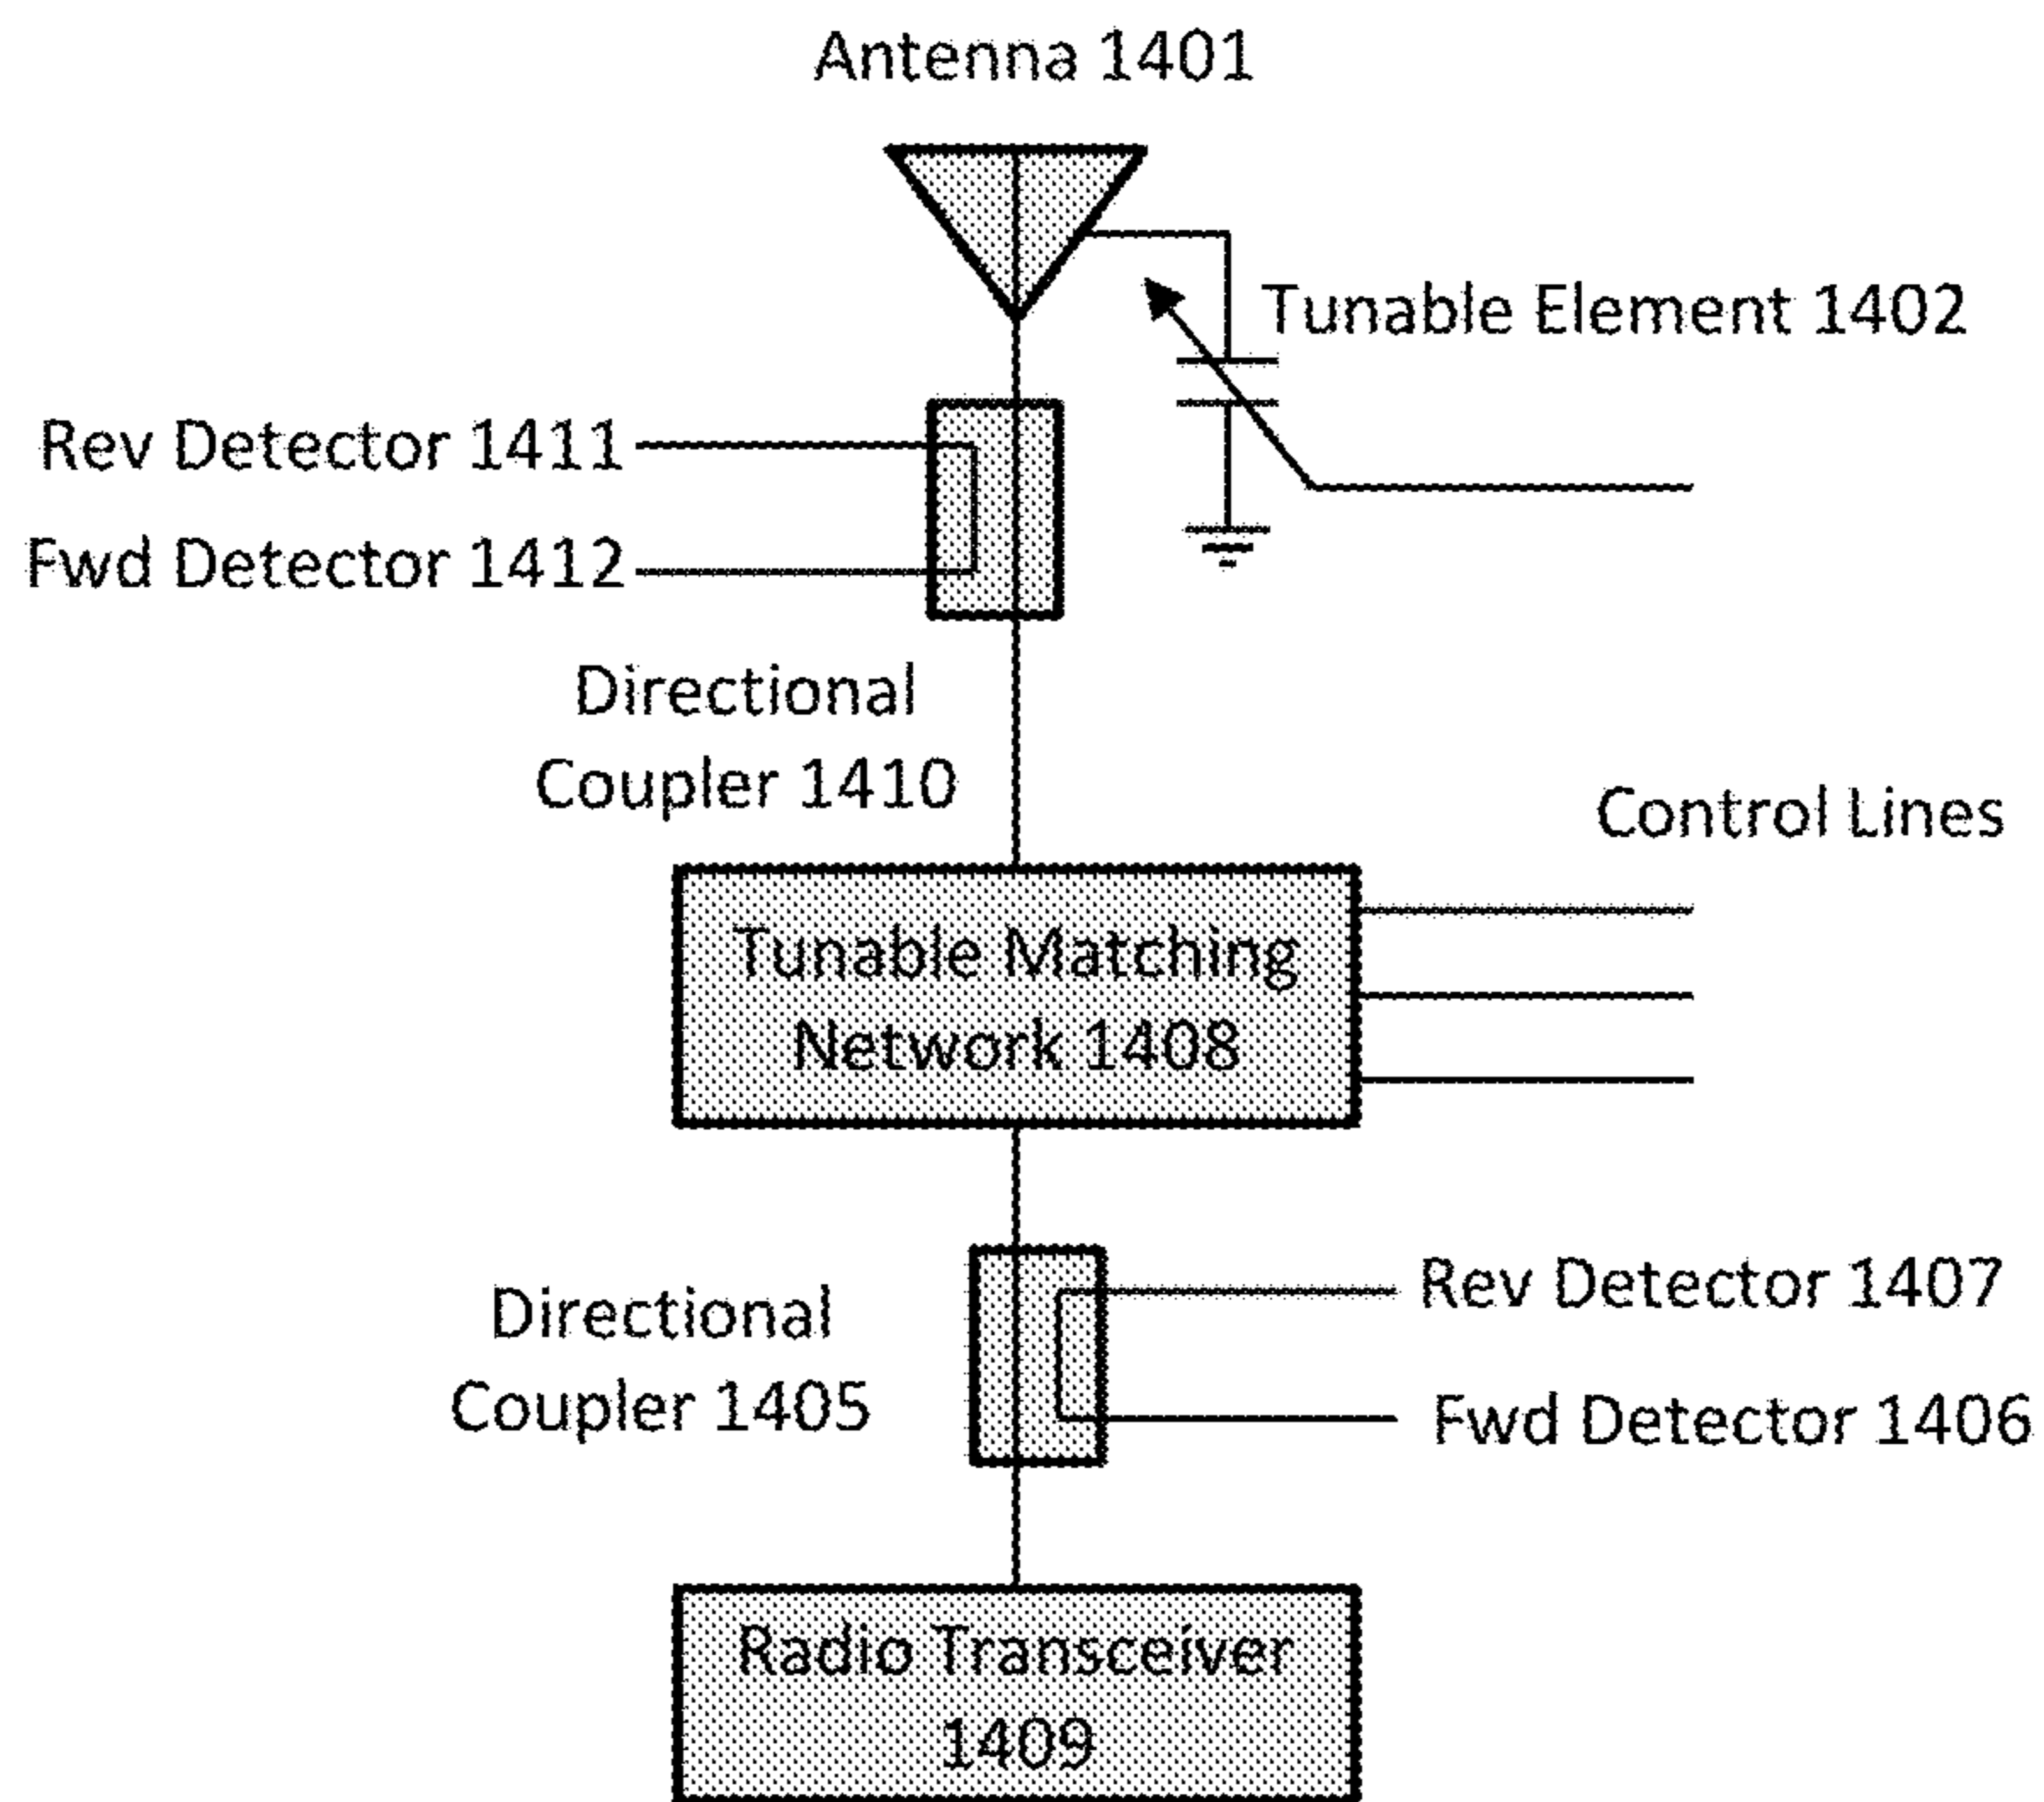 Antenna 1401
Tunable Element 1402
Rev Detector 1411
Fwd Detector 1412
Directional
Coupler 1410
Control Lines
Tunable Matching
Network 1408
Directional
Coupler 1405
Rev Detector 1407
Fwd Detector 1406
Radio Transceiver
1409